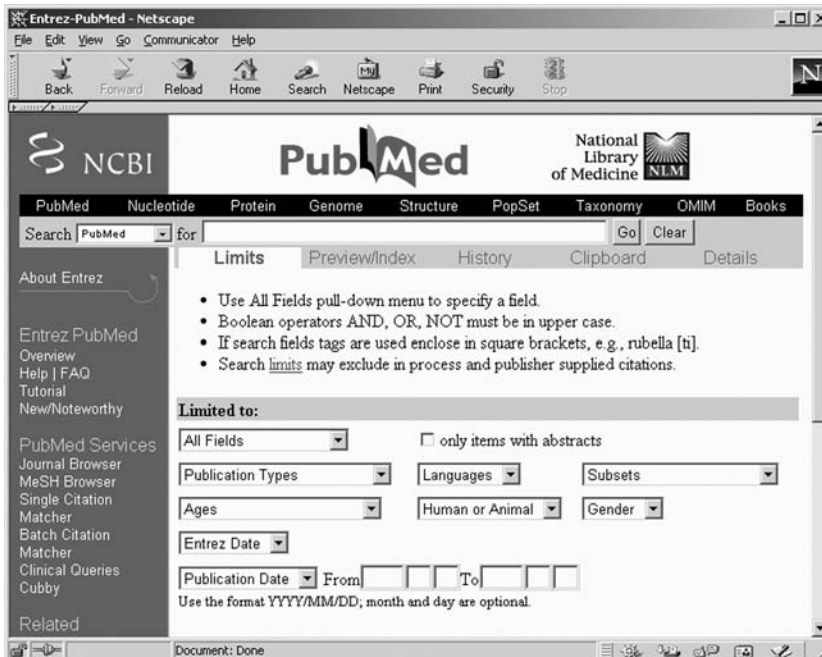 Entrez-PubMed - Netscape
File Edit View Go Communicator Help
Back Forward Reload Home Search Netscape Print Security Stop
My
N
NCBI
PubMed
National
Library
of Medicine NLM
PubMed Nucleotide Protein Genome Structure PopSet Taxonomy OMIM Books
Search PubMed for Go Clear
Limits Preview/Index History Clipboard Details
About Entrez
Entrez PubMed
Overview
Help | FAQ
Tutorial
New/Noteworthy
PubMed Services
Journal Browser
MeSH Browser
Single Citation
Matcher
Batch Citation
Matcher
Clinical Queries
Cubby
Related
• Use All Fields pull-down menu to specify a field.
• Boolean operators AND, OR, NOT must be in upper case.
• If search fields tags are used enclose in square brackets, e.g., rubella [ti].
• Search limits may exclude in process and publisher supplied citations.
Limited to:
All Fields only items with abstracts
Publication Types Languages Subsets
Ages Human or Animal Gender
Entrez Date
Publication Date From To
Use the format YYYY/MM/DD; month and day are optional.
Document: Done